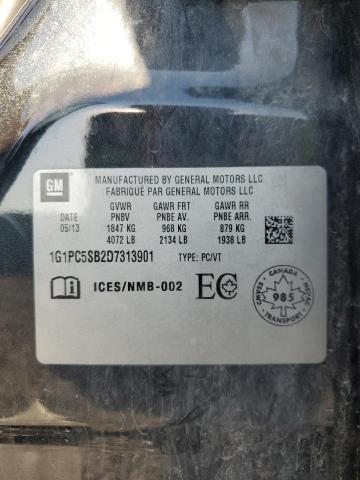 GM
MANUFACTURED BY GENERAL MOTORS LLC
FABRIQUÉ PAR GENERAL MOTORS LLC
GVWR GAWR FRT GAWR RR
DATE PNBV PNBE AV. PNBE ARR.
05/13 1847 KG 968 KG 879 KG
4072 LB 2134 LB 1938 LB
1G1PC5SB2D7313901 TYPE: PC/VT
ICES/NMB-002 EC
CANADA
CMVSS 985 NSVAC
TRANSPORT